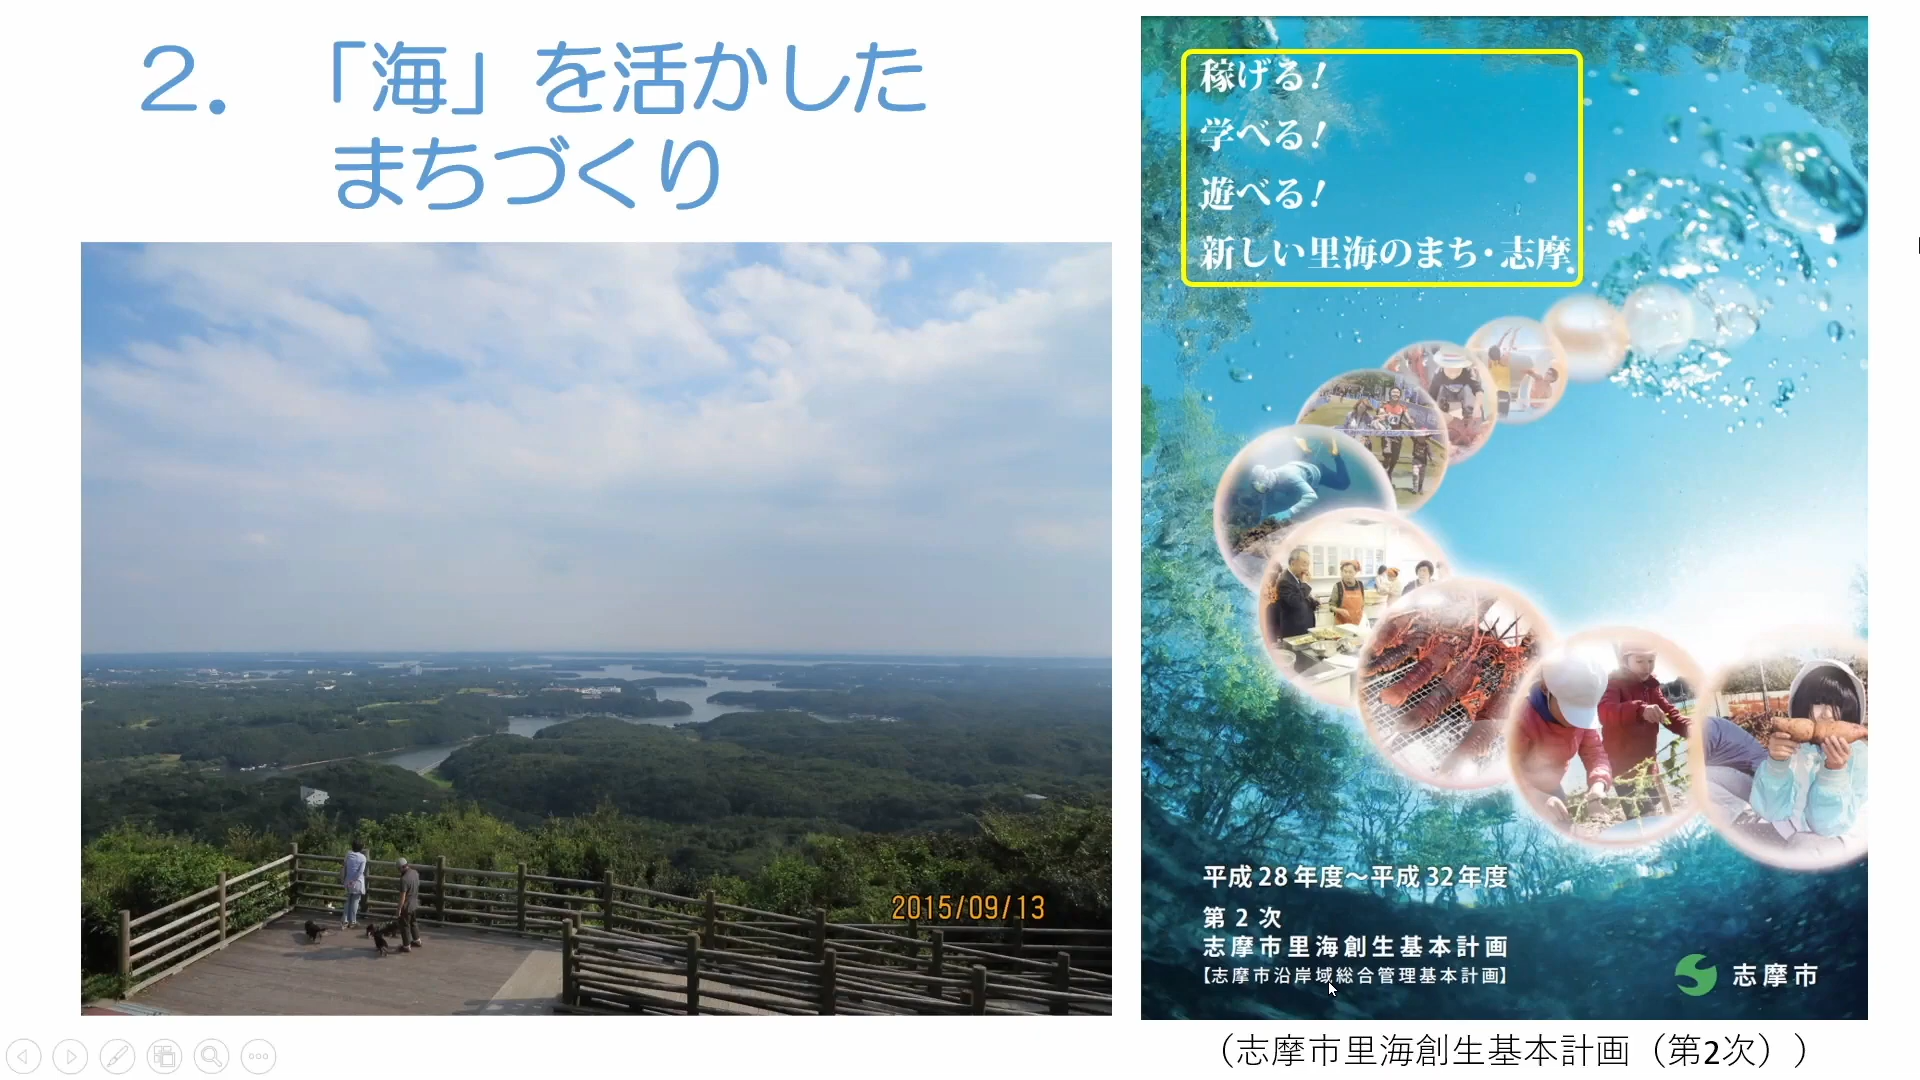 ２．　「海」を活かした
まちづくり
2015/09/13
稼げる！
学べる！
遊べる！
新しい里海のまち・志摩
平成28年度～平成32年度
第２次
志摩市里海創生基本計画
【志摩市沿岸域総合管理基本計画】
志摩市
（志摩市里海創生基本計画（第2次））